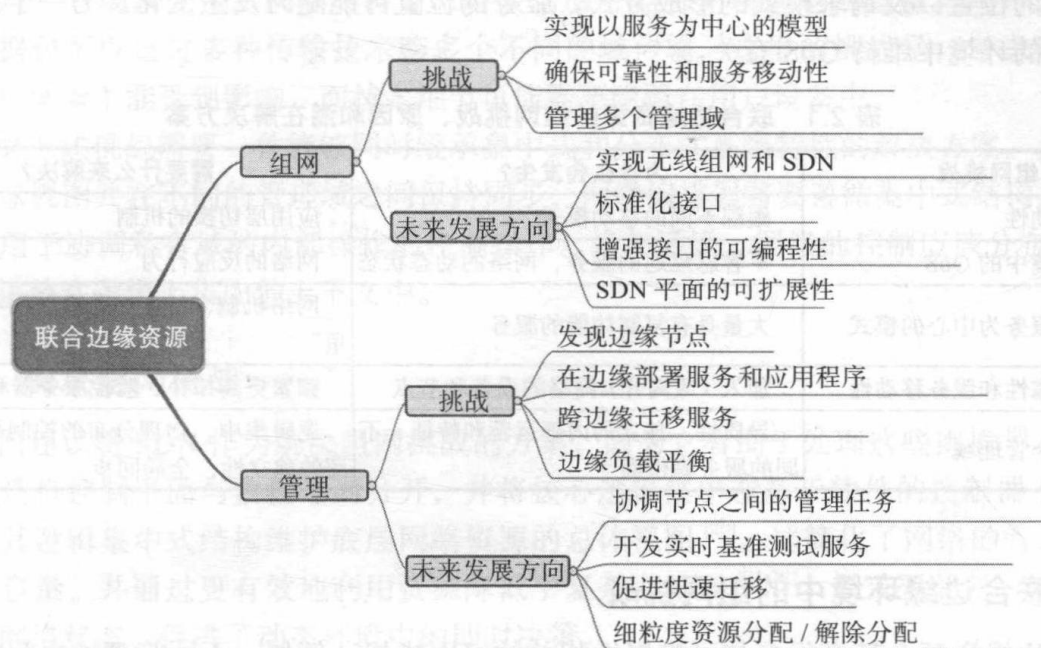 实现以服务为中心的模型
挑战
确保可靠性和服务移动性
管理多个管理域
组网
实现无线组网和 SDN
标准化接口
未来发展方向
增强接口的可编程性
SDN 平面的可扩展性
联合边缘资源
发现边缘节点
在边缘部署服务和应用程序
挑战
跨边缘迁移服务
边缘负载平衡
管理
协调节点之间的管理任务
开发实时基准测试服务
未来发展方向
促进快速迁移
细粒度资源分配 / 解除分配